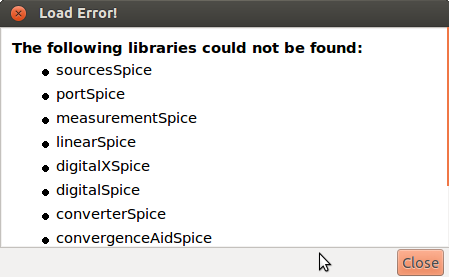 Load Error!
The following libraries could not be found:
sourcesSpice
portSpice
measurementSpice
linearSpice
digitalXSpice
digitalSpice
converterSpice
convergenceAidSpice
Close